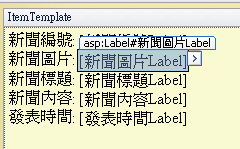 ItemTemplate
新聞編號:
asp:Label#新聞圖片Label
新聞圖片: [新聞圖片Label]
新聞標題: [新聞標題Label]
新聞內容: [新聞內容Label]
發表時間: [發表時間Label]